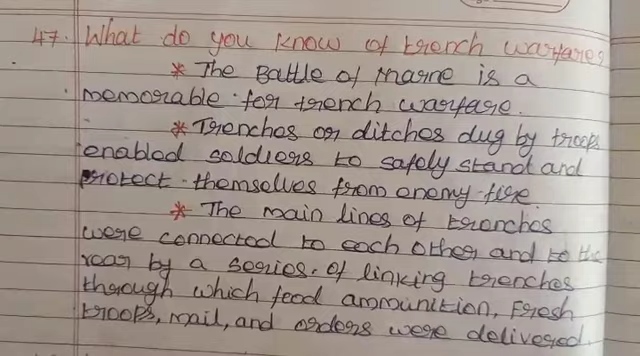 47. What do you know of trench warfare?
* The Battle of Marne is a
memorable for trench warfare.
* Trenches or ditches dug by troops
enabled soldiers to safely stand and
protect themselves from enemy fire.
* The main lines of trenches
were connected to each other and to the
rear by a series of linking trenches
through which food ammunition, fresh
troops, mail, and orders were delivered.